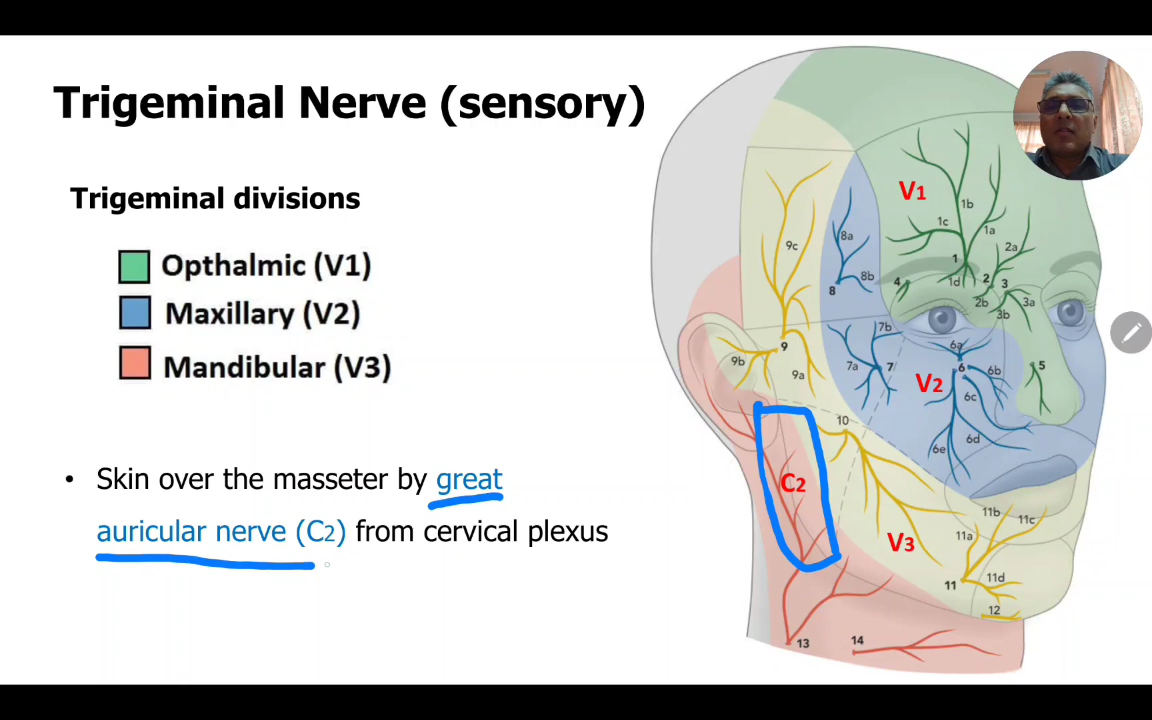 Trigeminal Nerve (sensory)
Trigeminal divisions
Opthalmic (V1)
Maxillary (V2)
Mandibular (V3)
• Skin over the masseter by great
auricular nerve (C2) from cervical plexus
V1
1b
1c
1a
2a
1
1d
2
3
2b
3a
3b
4
5
8a
8b
8
9c
9
9b
9a
7b
7a
7
6a
6
6b
6c
6d
6e
V2
10
C2
V3
11b
11c
11a
11d
11
12
13
14